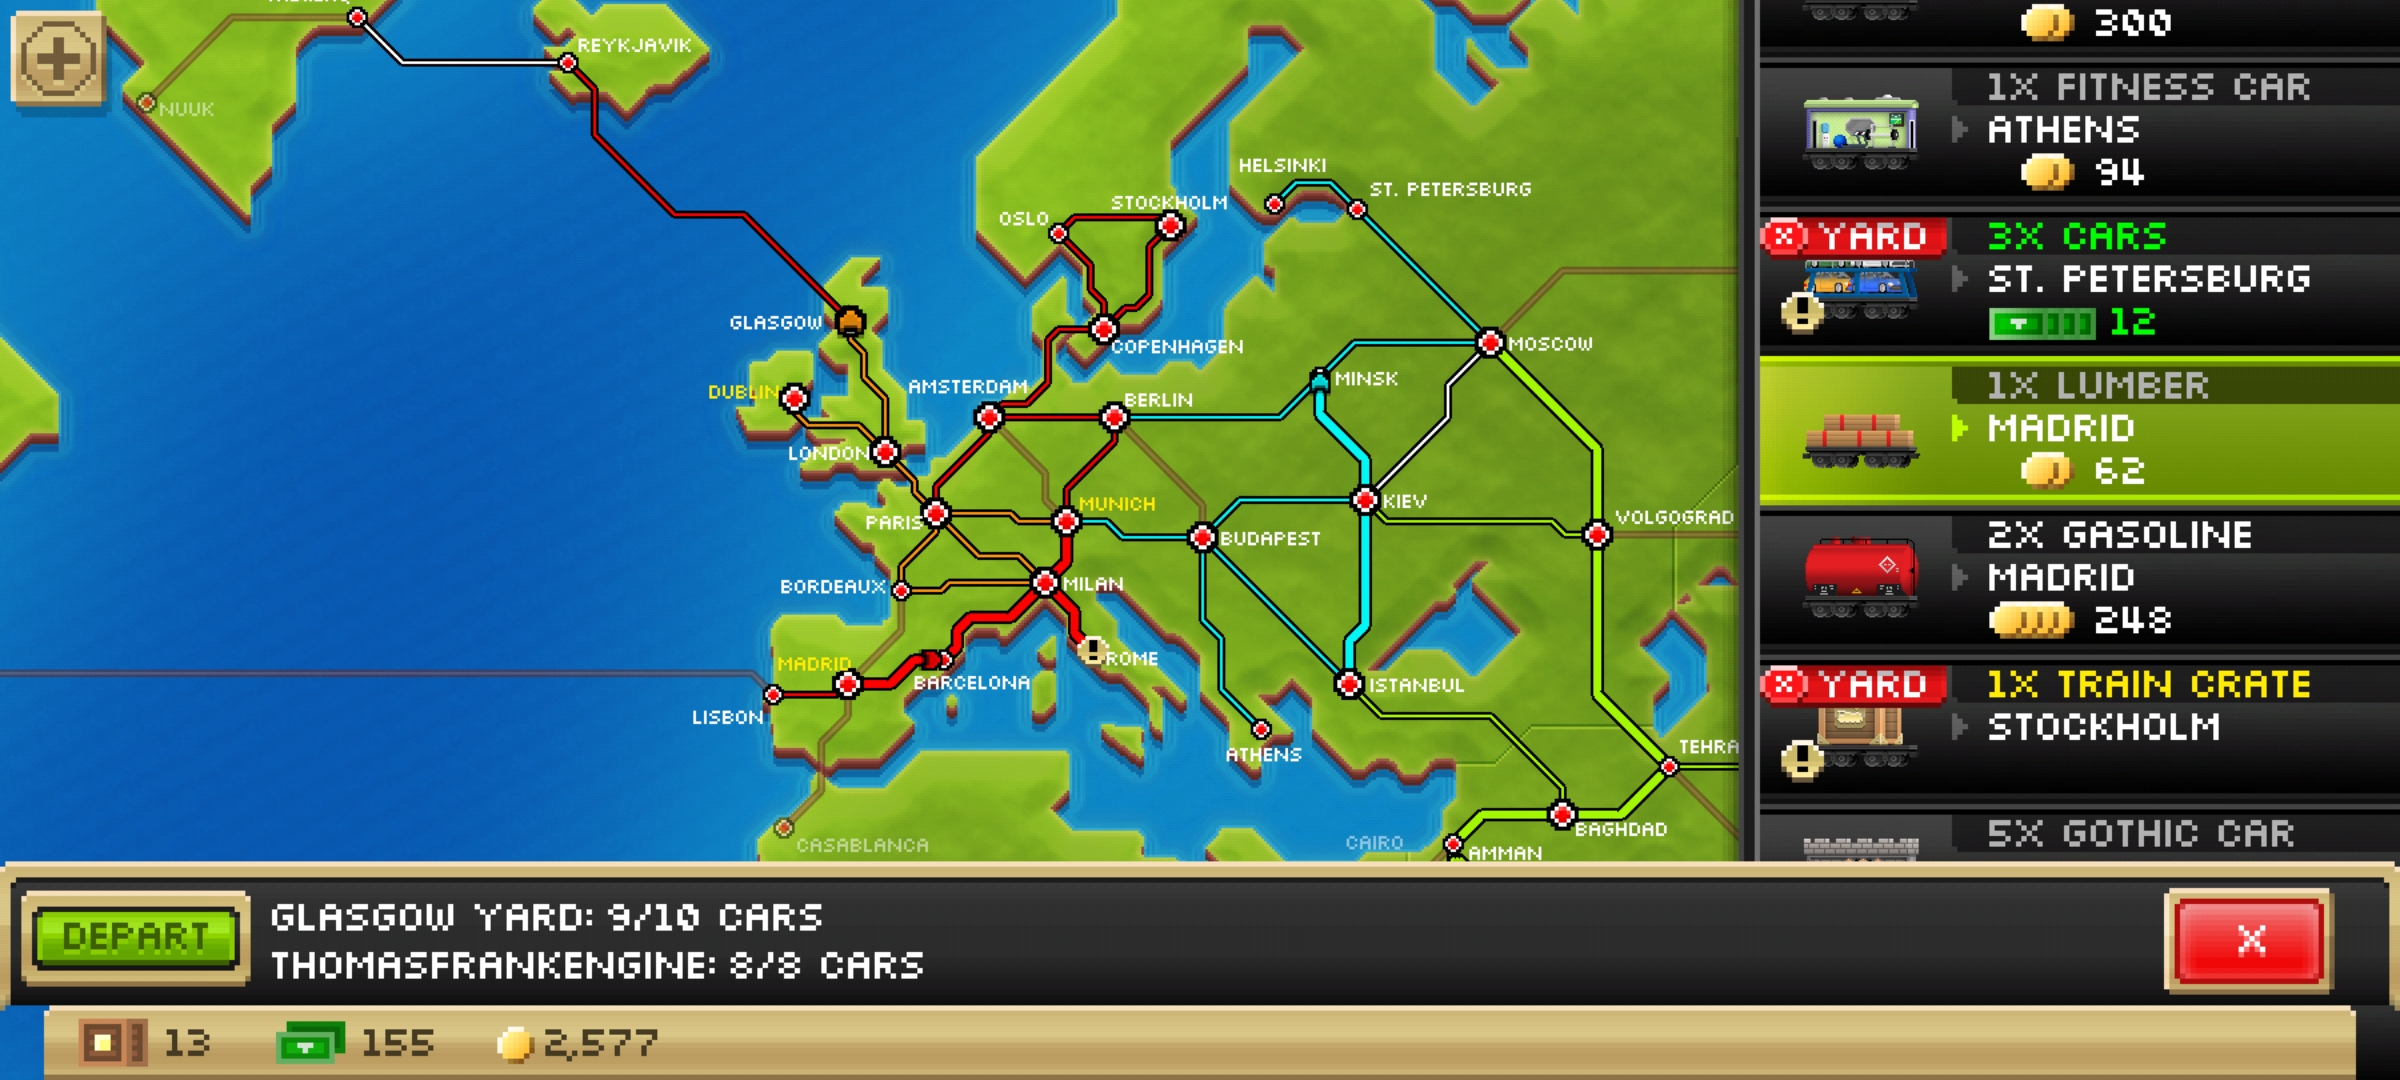 REYKJAVIK
NUUK
HELSINKI
ST. PETERSBURG
STOCKHOLM
OSLO
GLASGOW
COPENHAGEN
MOSCOW
MINSK
AMSTERDAM
BERLIN
DUBLIN
LONDON
MUNICH
KIEV
VOLGOGRAD
PARIS
BUDAPEST
BORDEAUX
MILAN
MADRID
ROME
BARCELONA
ISTANBUL
LISBON
ATHENS
TEHRA
BAGHDAD
CASABLANCA
CAIRO
AMMAN
300
1X FITNESS CAR
ATHENS
94
YARD
3X CARS
ST. PETERSBURG
12
1X LUMBER
MADRID
62
2X GASOLINE
MADRID
248
YARD
1X TRAIN CRATE
STOCKHOLM
5X GOTHIC CAR
DEPART
GLASGOW YARD: 9/10 CARS
THOMASFRANKENGINE: 8/8 CARS
X
13
155
2,577